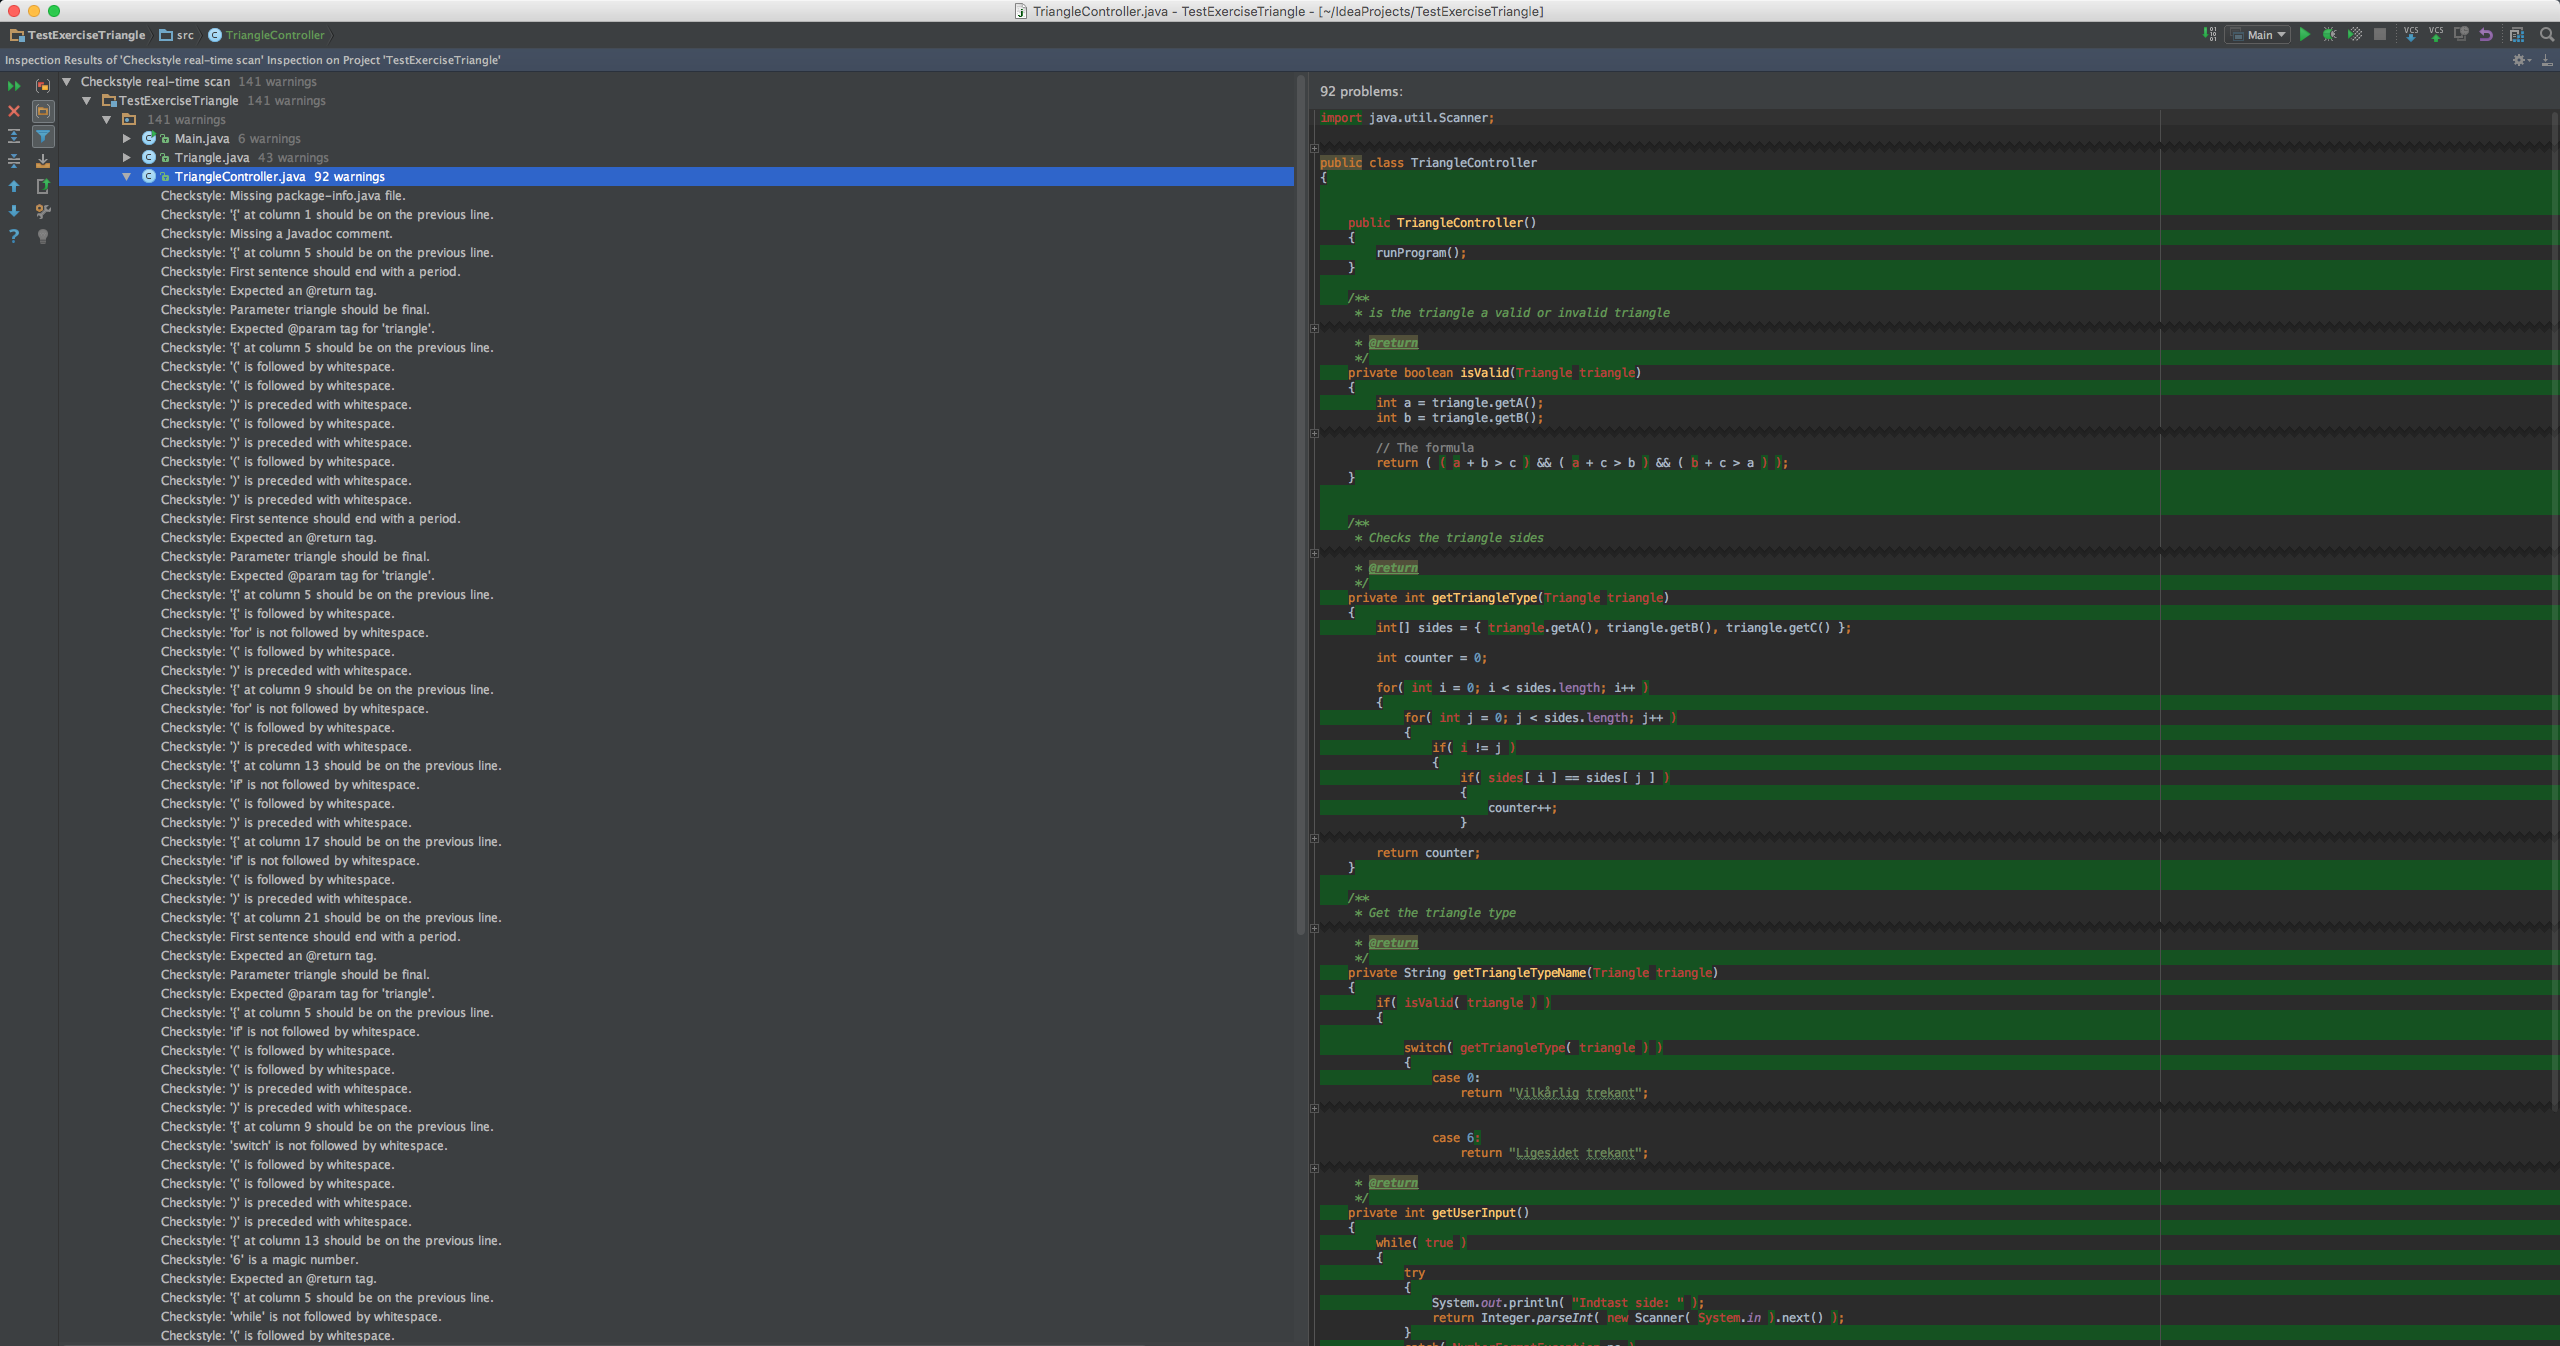 TriangleController.java - TestExerciseTriangle - [~/IdeaProjects/TestExerciseTriangle]
TestExerciseTriangle src TriangleController Main
Inspection Results of 'Checkstyle real-time scan' Inspection on Project 'TestExerciseTriangle'
Checkstyle real-time scan 141 warnings
TestExerciseTriangle 141 warnings
141 warnings
Main.java 6 warnings
Triangle.java 43 warnings
TriangleController.java 92 warnings
Checkstyle: Missing package-info.java file.
Checkstyle: '{' at column 1 should be on the previous line.
Checkstyle: Missing a Javadoc comment.
Checkstyle: '{' at column 5 should be on the previous line.
Checkstyle: First sentence should end with a period.
Checkstyle: Expected an @return tag.
Checkstyle: Parameter triangle should be final.
Checkstyle: Expected @param tag for 'triangle'.
Checkstyle: '{' at column 5 should be on the previous line.
Checkstyle: '(' is followed by whitespace.
Checkstyle: '(' is followed by whitespace.
Checkstyle: ')' is preceded with whitespace.
Checkstyle: '(' is followed by whitespace.
Checkstyle: ')' is preceded with whitespace.
Checkstyle: '(' is followed by whitespace.
Checkstyle: ')' is preceded with whitespace.
Checkstyle: ')' is preceded with whitespace.
Checkstyle: First sentence should end with a period.
Checkstyle: Expected an @return tag.
Checkstyle: Parameter triangle should be final.
Checkstyle: Expected @param tag for 'triangle'.
Checkstyle: '{' at column 5 should be on the previous line.
Checkstyle: '{' is followed by whitespace.
Checkstyle: 'for' is not followed by whitespace.
Checkstyle: '(' is followed by whitespace.
Checkstyle: ')' is preceded with whitespace.
Checkstyle: '{' at column 9 should be on the previous line.
Checkstyle: 'for' is not followed by whitespace.
Checkstyle: '(' is followed by whitespace.
Checkstyle: ')' is preceded with whitespace.
Checkstyle: '{' at column 13 should be on the previous line.
Checkstyle: 'if' is not followed by whitespace.
Checkstyle: '(' is followed by whitespace.
Checkstyle: ')' is preceded with whitespace.
Checkstyle: '{' at column 17 should be on the previous line.
Checkstyle: 'if' is not followed by whitespace.
Checkstyle: '(' is followed by whitespace.
Checkstyle: ')' is preceded with whitespace.
Checkstyle: '{' at column 21 should be on the previous line.
Checkstyle: First sentence should end with a period.
Checkstyle: Expected an @return tag.
Checkstyle: Parameter triangle should be final.
Checkstyle: Expected @param tag for 'triangle'.
Checkstyle: '{' at column 5 should be on the previous line.
Checkstyle: 'if' is not followed by whitespace.
Checkstyle: '(' is followed by whitespace.
Checkstyle: '(' is followed by whitespace.
Checkstyle: ')' is preceded with whitespace.
Checkstyle: ')' is preceded with whitespace.
Checkstyle: '{' at column 9 should be on the previous line.
Checkstyle: 'switch' is not followed by whitespace.
Checkstyle: '(' is followed by whitespace.
Checkstyle: '(' is followed by whitespace.
Checkstyle: ')' is preceded with whitespace.
Checkstyle: ')' is preceded with whitespace.
Checkstyle: '{' at column 13 should be on the previous line.
Checkstyle: '6' is a magic number.
Checkstyle: Expected an @return tag.
Checkstyle: '{' at column 5 should be on the previous line.
Checkstyle: 'while' is not followed by whitespace.
Checkstyle: '(' is followed by whitespace.
92 problems:
import java.util.Scanner;
public class TriangleController
{
public TriangleController()
{
runProgram();
}
/**
* is the triangle a valid or invalid triangle
* @return
*/
private boolean isValid(Triangle triangle)
{
int a = triangle.getA();
int b = triangle.getB();
// The formula
return ( ( a + b > c ) && ( a + c > b ) && ( b + c > a ) );
}
/**
* Checks the triangle sides
* @return
*/
private int getTriangleType(Triangle triangle)
{
int[] sides = { triangle.getA(), triangle.getB(), triangle.getC() };
int counter = 0;
for( int i = 0; i < sides.length; i++ )
{
for( int j = 0; j < sides.length; j++ )
{
if( i != j )
{
if( sides[ i ] == sides[ j ] )
{
counter++;
}
return counter;
}
/**
* Get the triangle type
* @return
*/
private String getTriangleTypeName(Triangle triangle)
{
if( isValid( triangle ) )
{
switch( getTriangleType( triangle ) )
{
case 0:
return "Vilkårlig trekant";
case 6:
return "Ligesidet trekant";
* @return
*/
private int getUserInput()
{
while( true )
{
try
{
System.out.println( "Indtast side: " );
return Integer.parseInt( new Scanner( System.in ).next() );
}